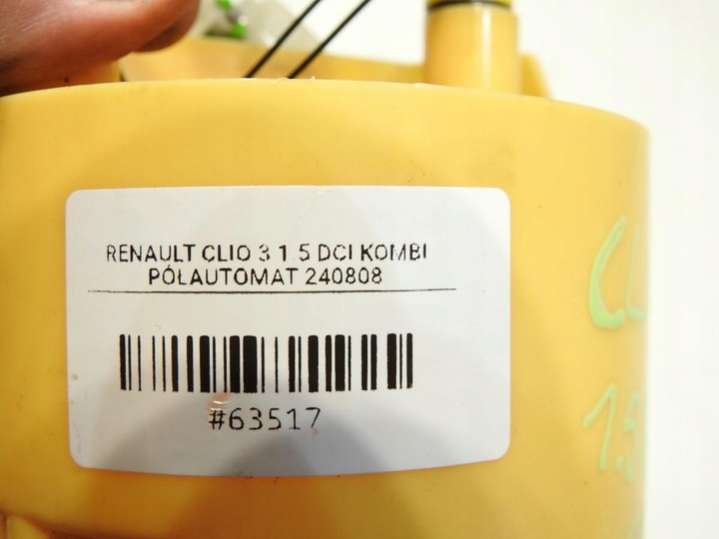 RENAULT CLIO 3 1.5 DCI KOMBI
PÓŁAUTOMAT 240808
#63517